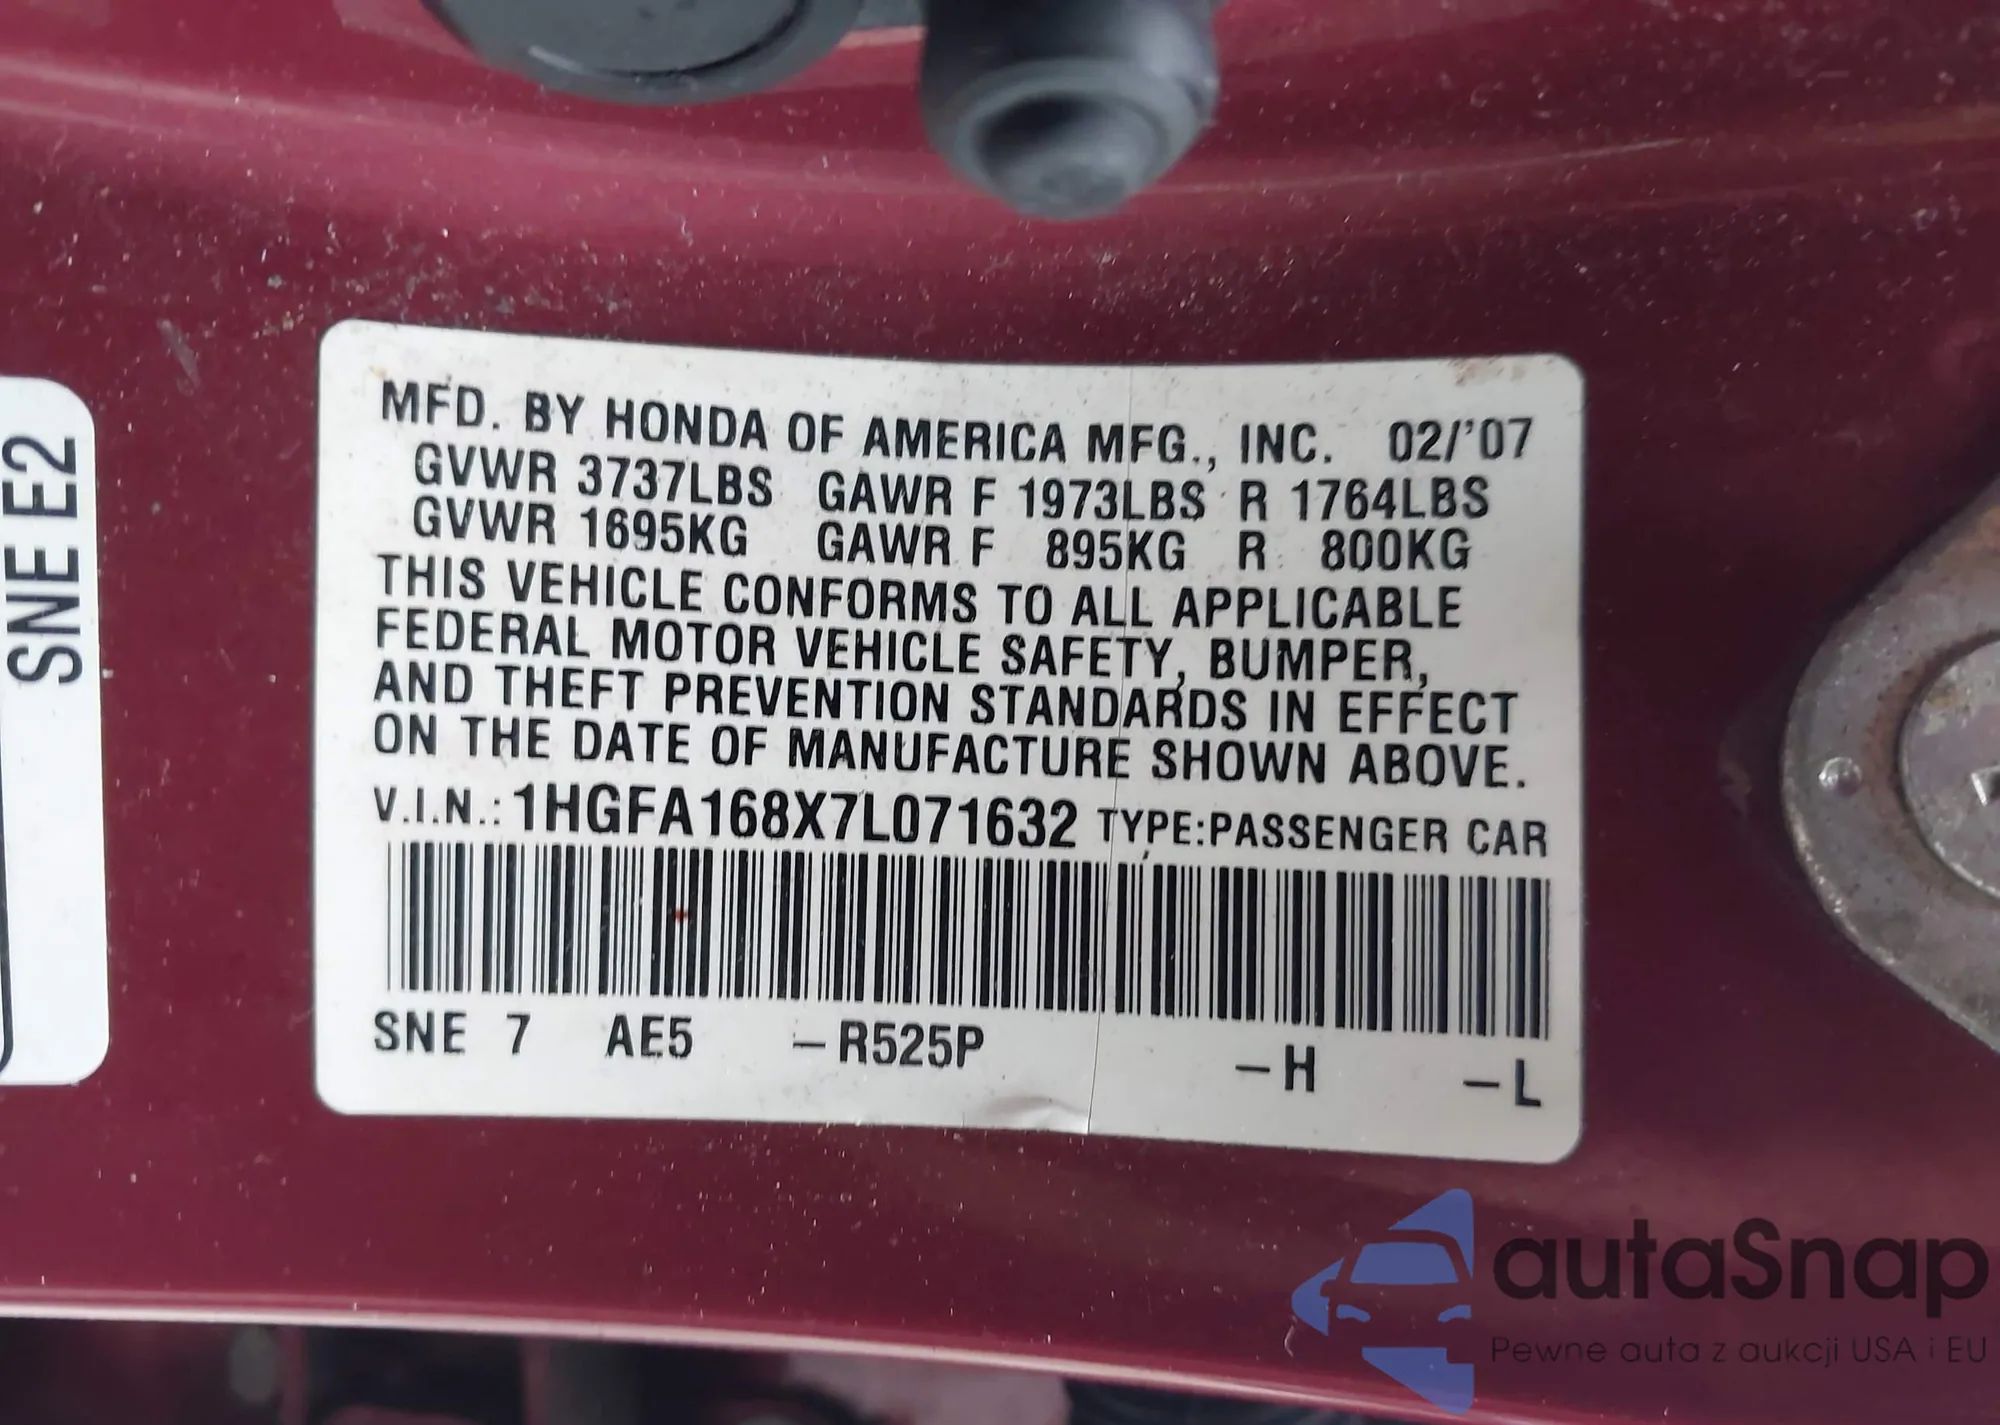 SNE E2
MFD. BY HONDA OF AMERICA MFG., INC. 02/'07
GVWR 3737LBS GAWR F 1973LBS R 1764LBS
GVWR 1695KG GAWR F 895KG R 800KG
THIS VEHICLE CONFORMS TO ALL APPLICABLE
FEDERAL MOTOR VEHICLE SAFETY, BUMPER,
AND THEFT PREVENTION STANDARDS IN EFFECT
ON THE DATE OF MANUFACTURE SHOWN ABOVE.
V.I.N.: 1HGFA168X7L071632 TYPE:PASSENGER CAR
SNE 7 AE5 –R525P –H –L
autaSnap
Pewne auta z aukcji USA i EU